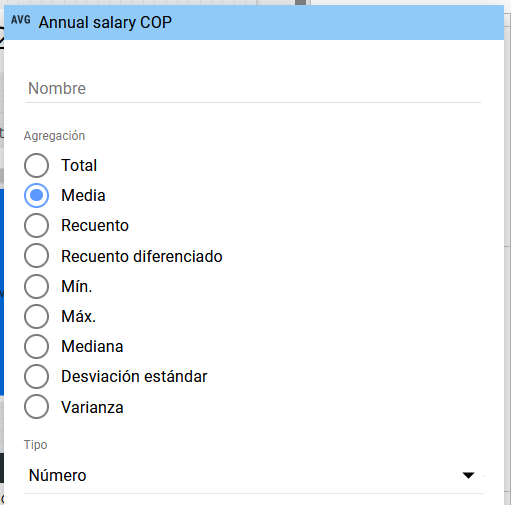 AVG Annual salary COP
Nombre
Agregación
Total
Media
Recuento
Recuento diferenciado
Mín.
Máx.
Mediana
Desviación estándar
Varianza
Tipo
Número